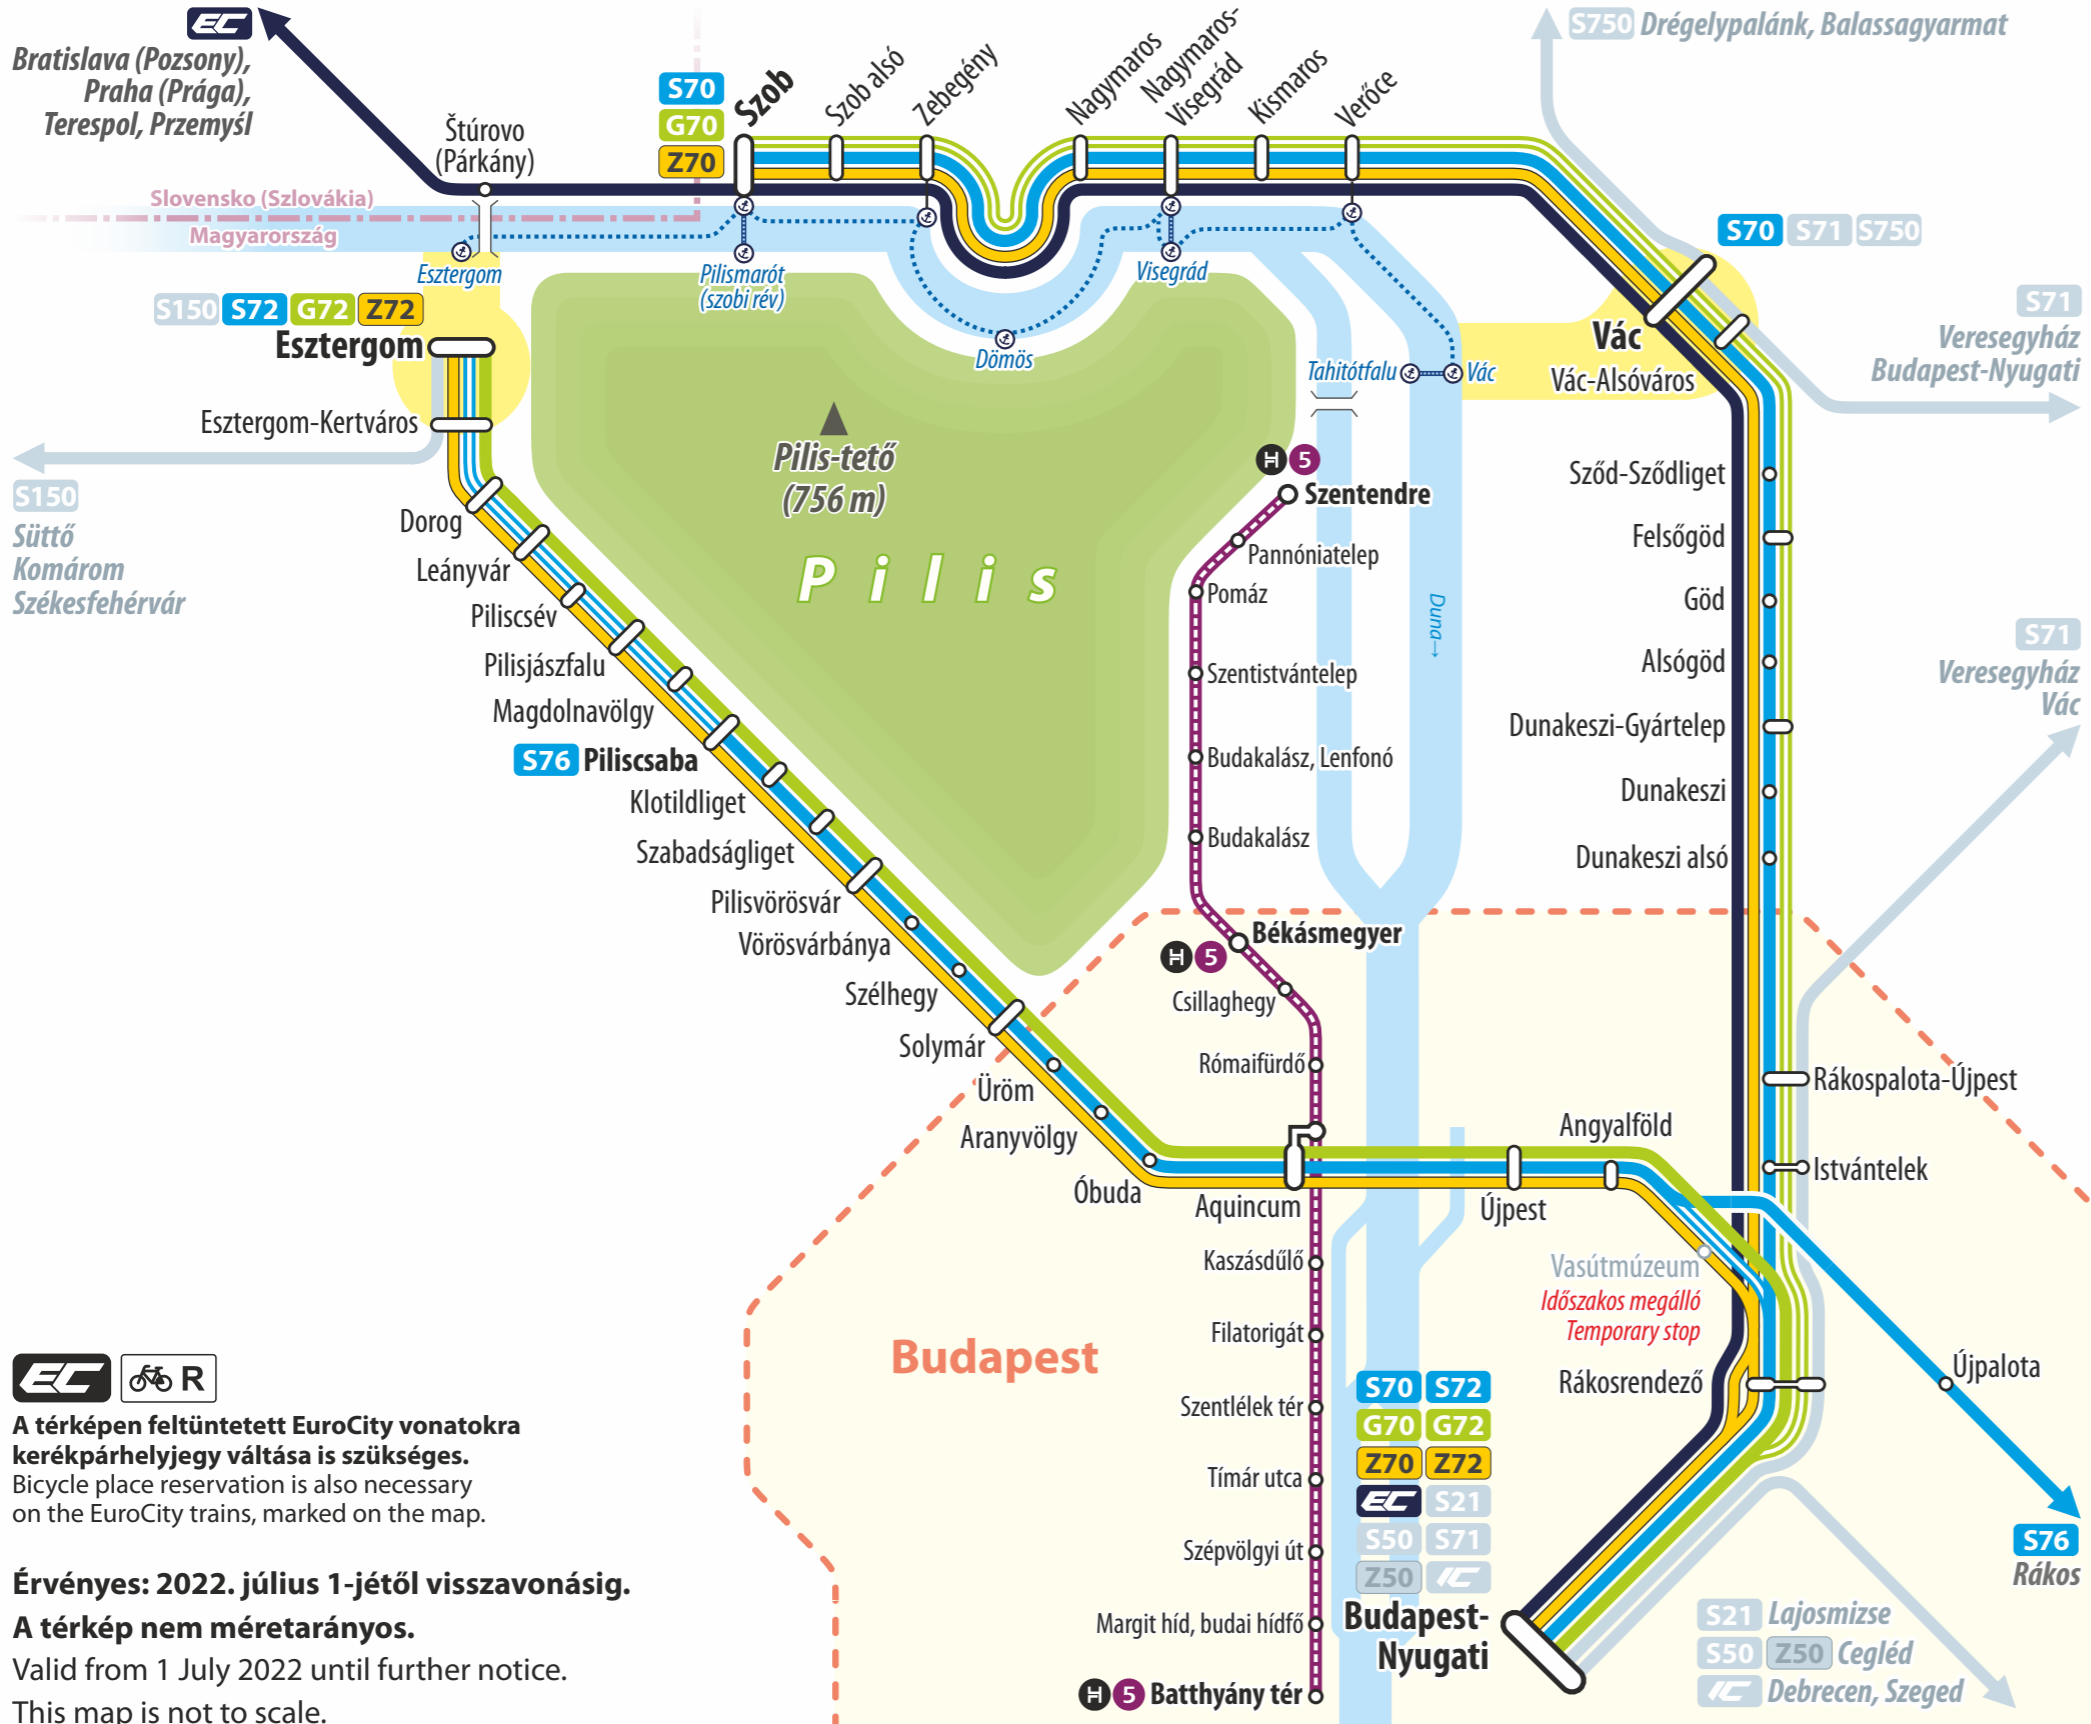 EC
Bratislava (Pozsony),
Praha (Prága),
Terespol, Przemyśl
Štúrovo
(Párkány)
S70
G70
Z70
Szob
Szob alsó
Zebegény
Nagymaros
Nagymaros-
Visegrád
Kismaros
Verőce
S750 Drégelypalánk, Balassagyarmat
Slovensko (Szlovákia)
Magyarország
Esztergom
Pilismarót
(szobi rév)
Visegrád
Dömös
Tahitótfalu
Vác
S70 S71 S750
Vác
Vác-Alsóváros
S71
Veresegyház
Budapest-Nyugati
S150 S72 G72 Z72
Esztergom
Esztergom-Kertváros
S150
Süttő
Komárom
Székesfehérvár
Dorog
Leányvár
Piliscsév
Pilisjászfalu
Magdolnavölgy
S76 Piliscsaba
Klotildliget
Szabadságliget
Pilisvörösvár
Vörösvárbánya
Szélhegy
Solymár
Üröm
Aranyvölgy
Óbuda
Aquincum
Újpest
Angyalföld
Pilis-tető
(756 m)
Pilis
H 5
Szentendre
Pannóniatelep
Pomáz
Szentistvántelep
Budakalász, Lenfonó
Budakalász
Békásmegyer
H 5
Csillaghegy
Rómaifürdő
Kaszásdűlő
Filatorigát
Szentlélek tér
Tímár utca
Szépvölgyi út
Margit híd, budai hídfő
H 5 Batthyány tér
Duna→
Sződ-Sződliget
Felsőgöd
Göd
Alsógöd
Dunakeszi-Gyártelep
Dunakeszi
Dunakeszi alsó
S71
Veresegyház
Vác
Rákospalota-Újpest
Istvántelek
Vasútmúzeum
Időszakos megálló
Temporary stop
Rákosrendező
Újpalota
S76
Rákos
Budapest
S70 S72
G70 G72
Z70 Z72
EC S21
S50 S71
Z50 IC
Budapest-
Nyugati
S21 Lajosmizse
S50 Z50 Cegléd
IC Debrecen, Szeged
EC R
A térképen feltüntetett EuroCity vonatokra
kerékpárhelyjegy váltása is szükséges.
Bicycle place reservation is also necessary
on the EuroCity trains, marked on the map.
Érvényes: 2022. július 1-jétől visszavonásig.
A térkép nem méretarányos.
Valid from 1 July 2022 until further notice.
This map is not to scale.